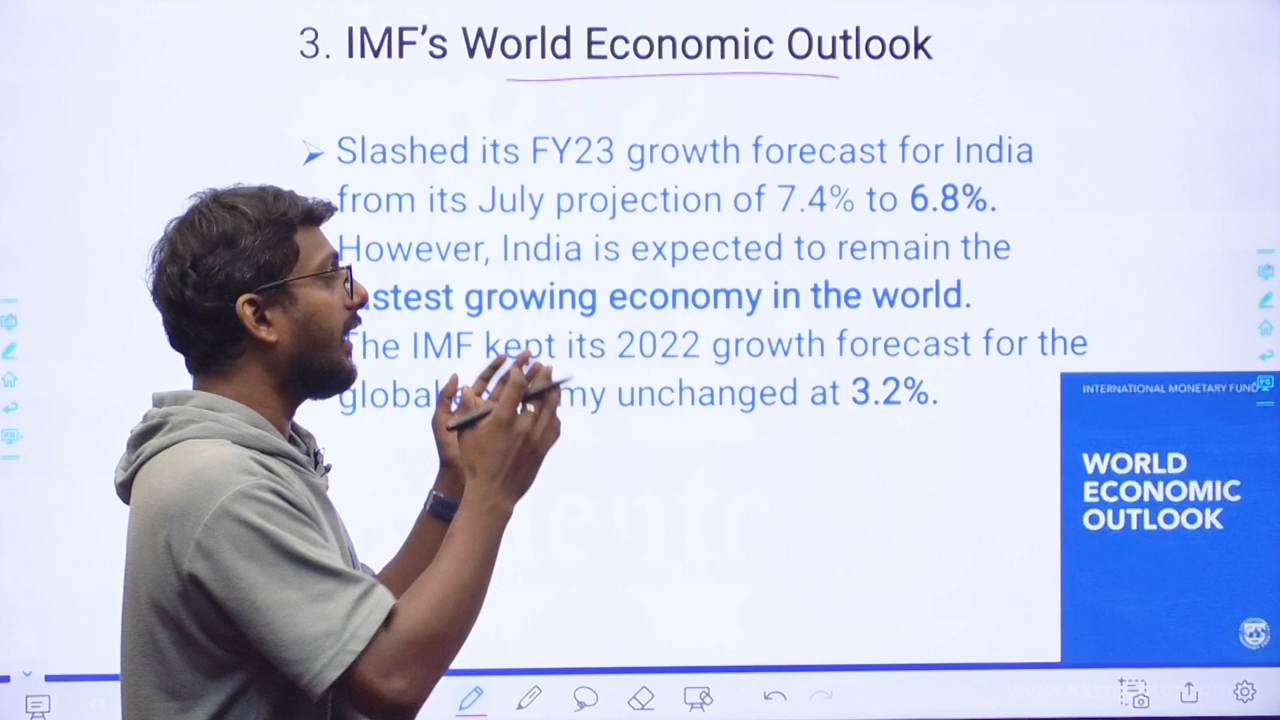 3. IMF's World Economic Outlook
➢ Slashed its FY23 growth forecast for India
from its July projection of 7.4% to 6.8%.
However, India is expected to remain the
growing economy in the world.
The IMF kept its 2022 growth forecast for the
global unchanged at 3.2%.
INTERNATIONAL MONETARY FUND
WORLD
ECONOMIC
OUTLOOK